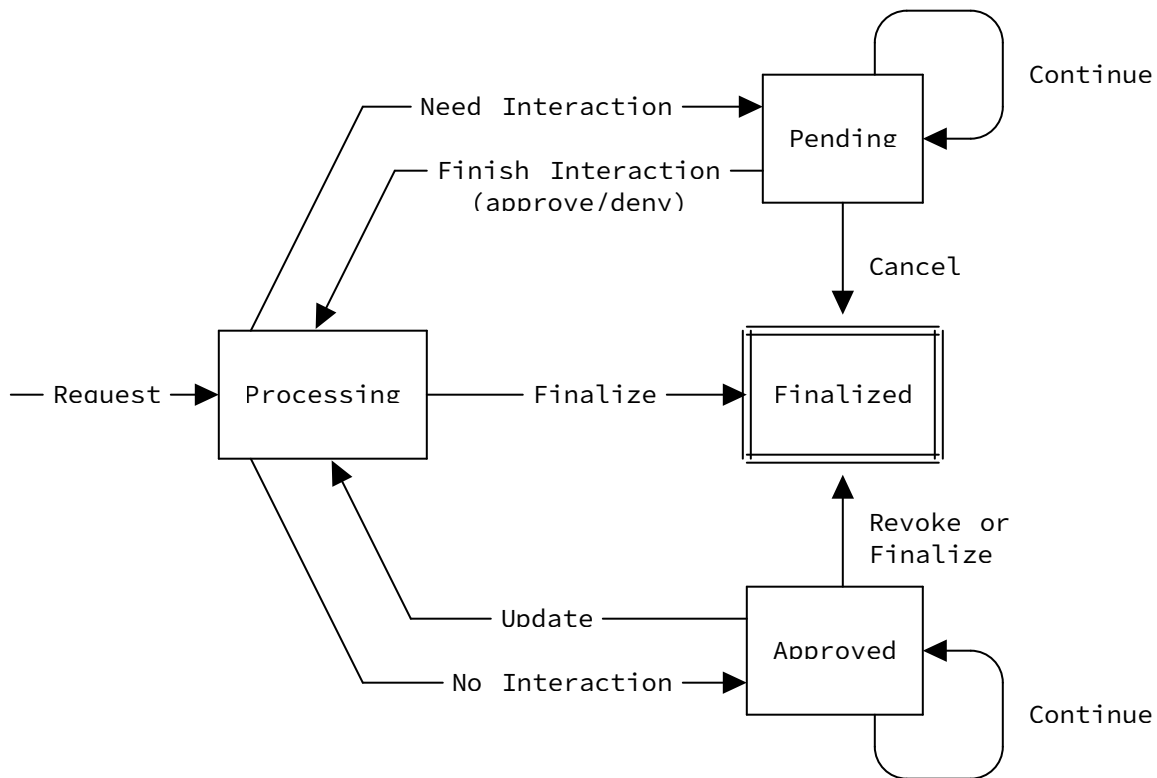 Continue
Need Interaction
Pending
Finish Interaction
(approve/deny)
Cancel
Request
Processing
Finalize
Finalized
Revoke or
Finalize
Update
Approved
No Interaction
Continue